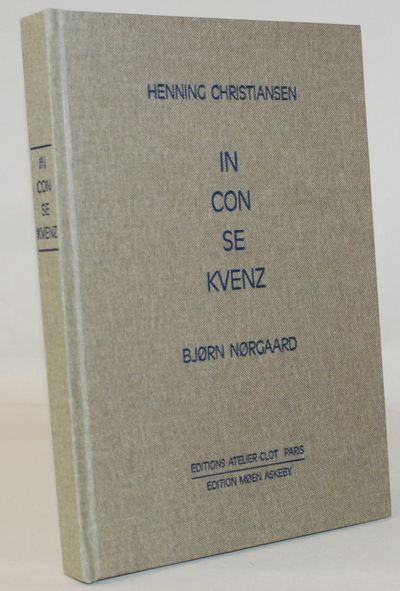 IN
CON
SE
KVENZ
HENNING CHRISTIANSEN
IN
CON
SE
KVENZ
BJØRN NØRGAARD
EDITIONS ATELIER CLOT PARIS
EDITION MØEN ASKEBY